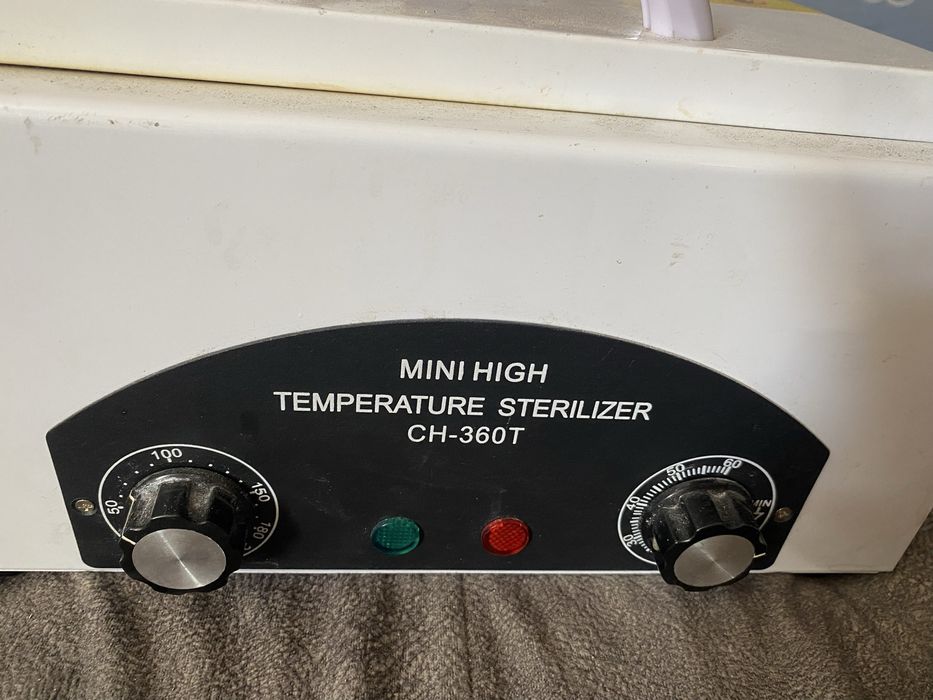 MINI HIGH
TEMPERATURE STERILIZER
CH-360T
50
100
150
180
30
40
50
60
MIN